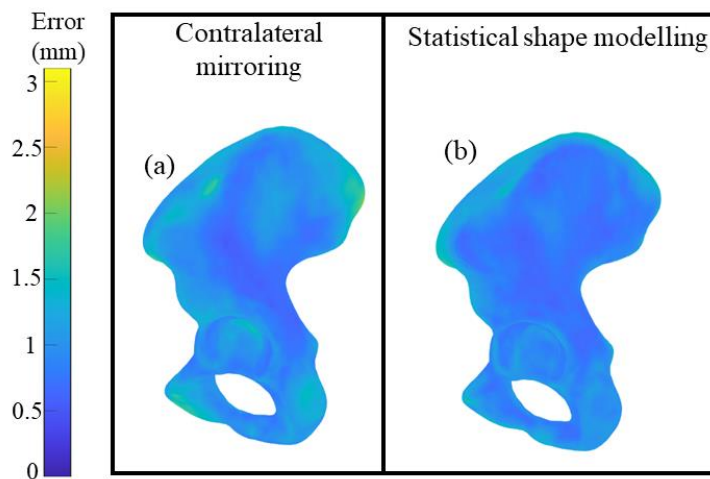 Error
(mm)
3
2.5
2
1.5
1
0.5
0
Contralateral
mirroring
(a)
Statistical shape modelling
(b)